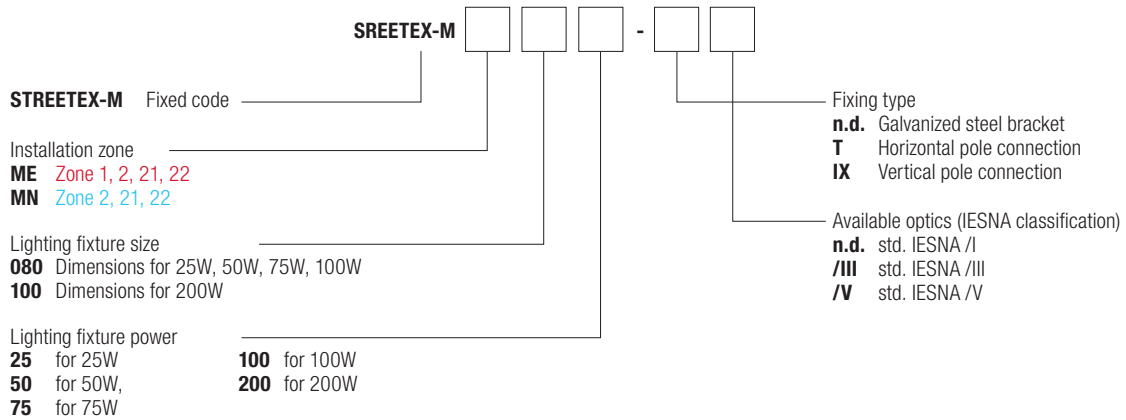 SREETEX-M -
STREETEX-M Fixed code
Installation zone
ME Zone 1, 2, 21, 22
MN Zone 2, 21, 22
Lighting fixture size
080 Dimensions for 25W, 50W, 75W, 100W
100 Dimensions for 200W
Lighting fixture power
25 for 25W 100 for 100W
50 for 50W, 200 for 200W
75 for 75W
Fixing type
n.d. Galvanized steel bracket
T Horizontal pole connection
IX Vertical pole connection
Available optics (IESNA classification)
n.d. std. IESNA /I
/III std. IESNA /III
/V std. IESNA /V